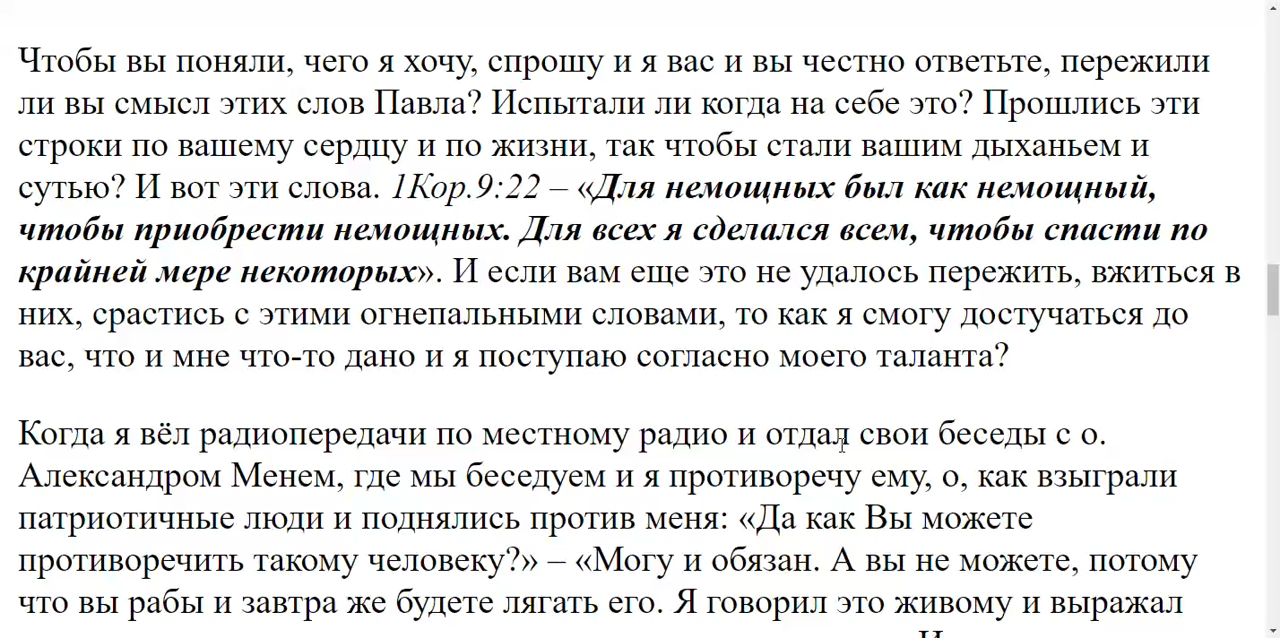 Чтобы вы поняли, чего я хочу, спрошу и я вас и вы честно ответьте, пережили
ли вы смысл этих слов Павла? Испытали ли когда на себе это? Прошлись эти
строки по вашему сердцу и по жизни, так чтобы стали вашим дыханьем и
сутью? И вот эти слова. 1Кор.9:22 – «Для немощных был как немощный,
чтобы приобрести немощных. Для всех я сделался всем, чтобы спасти по
крайней мере некоторых». И если вам еще это не удалось пережить, вжиться в
них, срастись с этими огнепальными словами, то как я смогу достучаться до
вас, что и мне что-то дано и я поступаю согласно моего таланта?
Когда я вёл радиопередачи по местному радио и отдал свои беседы с о.
Александром Менем, где мы беседуем и я противоречу ему, о, как взыграли
патриотичные люди и поднялись против меня: «Да как Вы можете
противоречить такому человеку?» – «Могу и обязан. А вы не можете, потому
что вы рабы и завтра же будете лягать его. Я говорил это живому и выражал